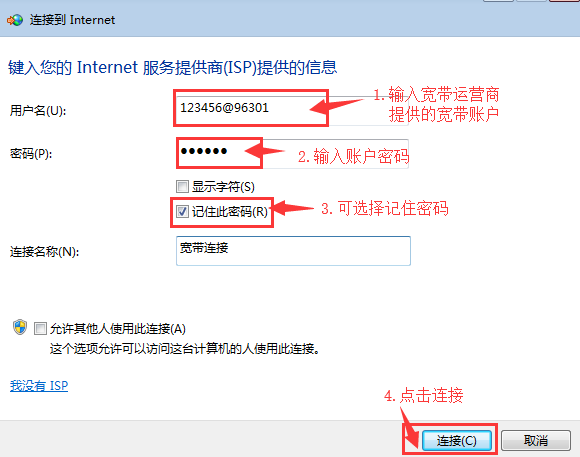 连接到 Internet
键入您的 Internet 服务提供商(ISP)提供的信息
用户名(U):
123456@96301
1.输入宽带运营商
提供的宽带账户
密码(P):
●●●●●●
2.输入账户密码
显示字符(S)
记住此密码(R)
3.可选择记住密码
连接名称(N):
宽带连接
允许其他人使用此连接(A)
这个选项允许可以访问这台计算机的人使用此连接。
我没有 ISP
4.点击连接
连接(C)
取消